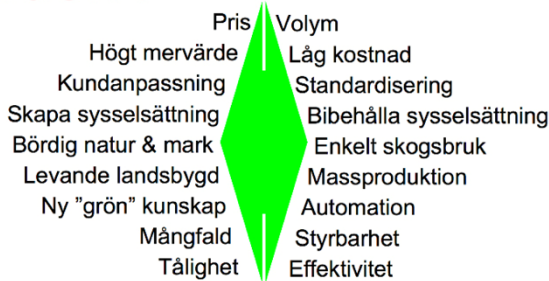 Pris Volym
Högt mervärde Låg kostnad
Kundanpassning Standardisering
Skapa sysselsättning Bibehålla sysselsättning
Bördig natur & mark Enkelt skogsbruk
Levande landsbygd Massproduktion
Ny ”grön” kunskap Automation
Mångfald Styrbarhet
Tålighet Effektivitet